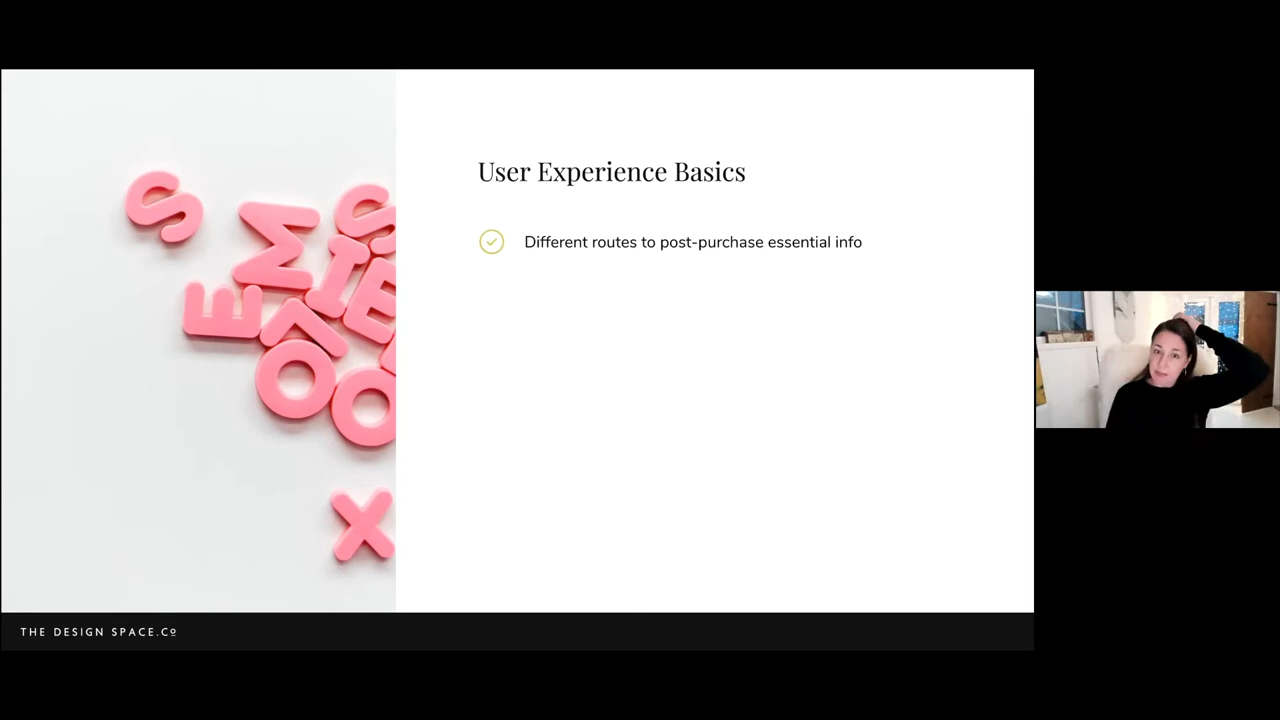 User Experience Basics
Different routes to post-purchase essential info
S
M
S
I
E
E
L
O
O
X
THE DESIGN SPACE.Cº